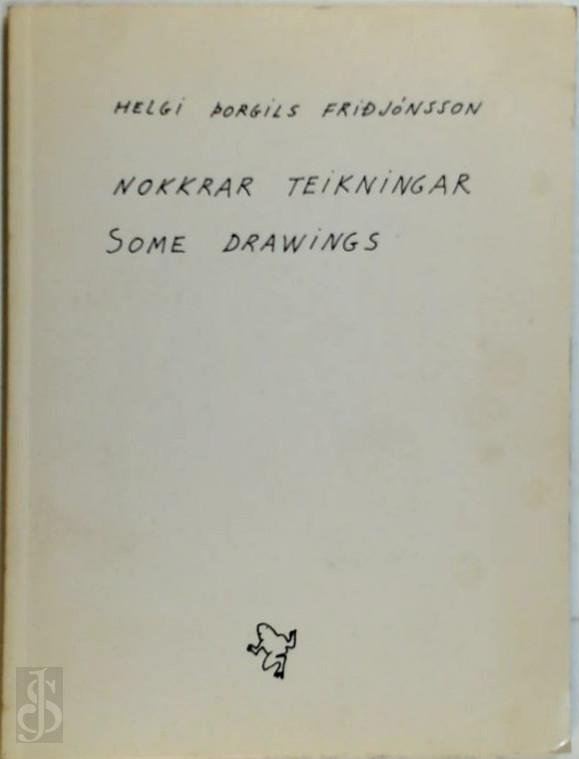 HELGi ÞORGiLS FRiÐJÓNSSON
NOKKRAR TEiKNiNGAR
SOME DRAWiNGS